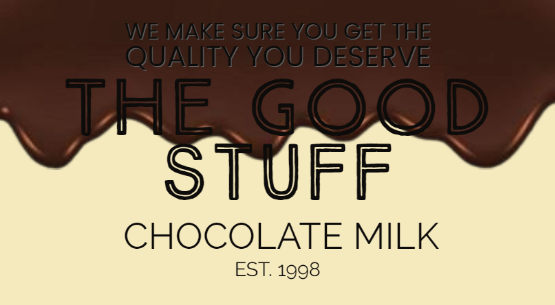 WE MAKE SURE YOU GET THE
QUALITY YOU DESERVE
THE GOOD
STUFF
CHOCOLATE MILK
EST. 1998